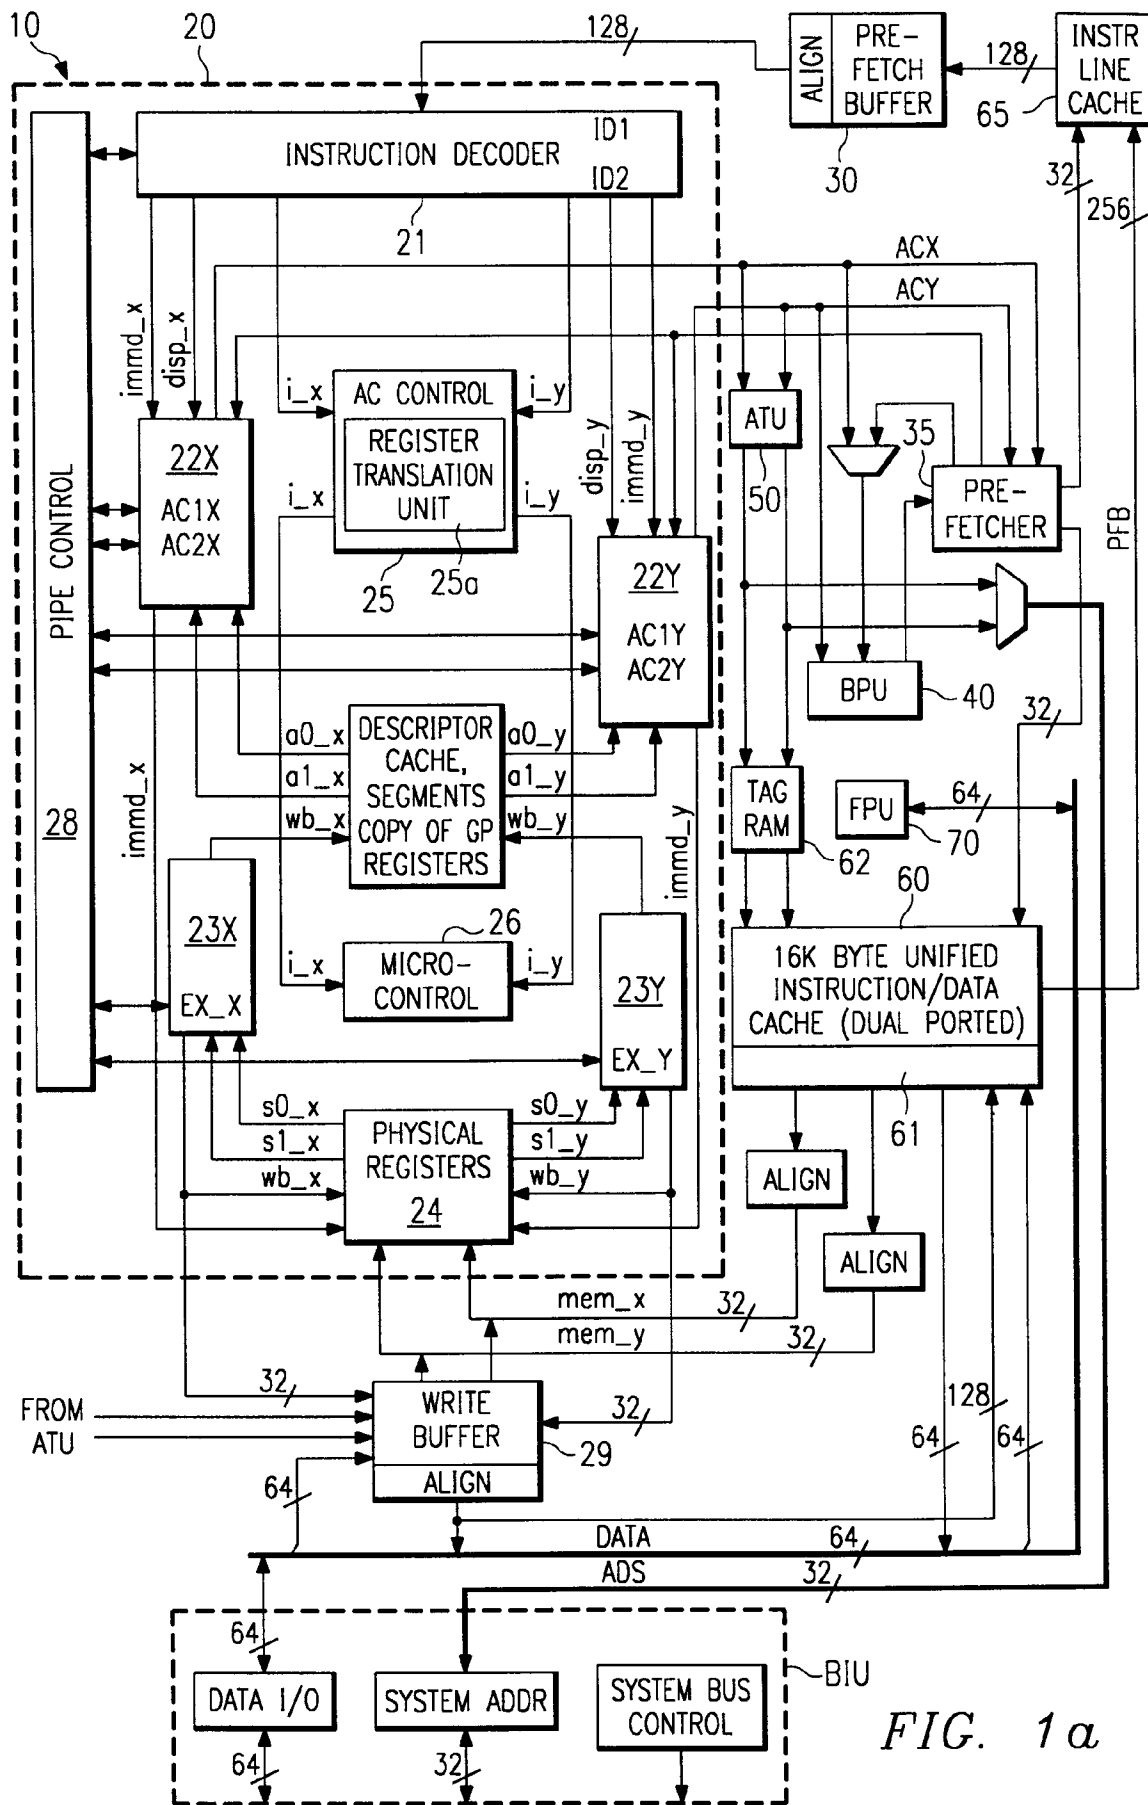 10
20
128
ALIGN
PRE-
FETCH
BUFFER
30
128
INSTR
LINE
CACHE
65
32
256
PFB
INSTRUCTION DECODER
ID1
ID2
21
PIPE CONTROL
28
immd_x
disp_x
i_x
AC CONTROL
i_y
REGISTER
TRANSLATION
UNIT
i_x
i_y
25
25a
disp_y
immd_y
22X
AC1X
AC2X
22Y
AC1Y
AC2Y
ACX
ACY
ATU
50
35
PRE-
FETCHER
BPU
40
32
TAG
RAM
62
FPU
70
64
60
16K BYTE UNIFIED
INSTRUCTION/DATA
CACHE (DUAL PORTED)
61
immd_x
a0_x
a1_x
wb_x
DESCRIPTOR
CACHE,
SEGMENTS
COPY OF GP
REGISTERS
a0_y
a1_y
wb_y
immd_y
23X
EX_X
26
i_x
MICRO-
CONTROL
i_y
23Y
EX_Y
s0_x
s1_x
wb_x
PHYSICAL
REGISTERS
24
s0_y
s1_y
wb_y
ALIGN
ALIGN
mem_x
32
mem_y
32
32
FROM
ATU
WRITE
BUFFER
ALIGN
29
32
64
128
64
64
DATA
64
ADS
32
64
DATA I/O
64
SYSTEM ADDR
32
SYSTEM BUS
CONTROL
BIU
FIG. 1a